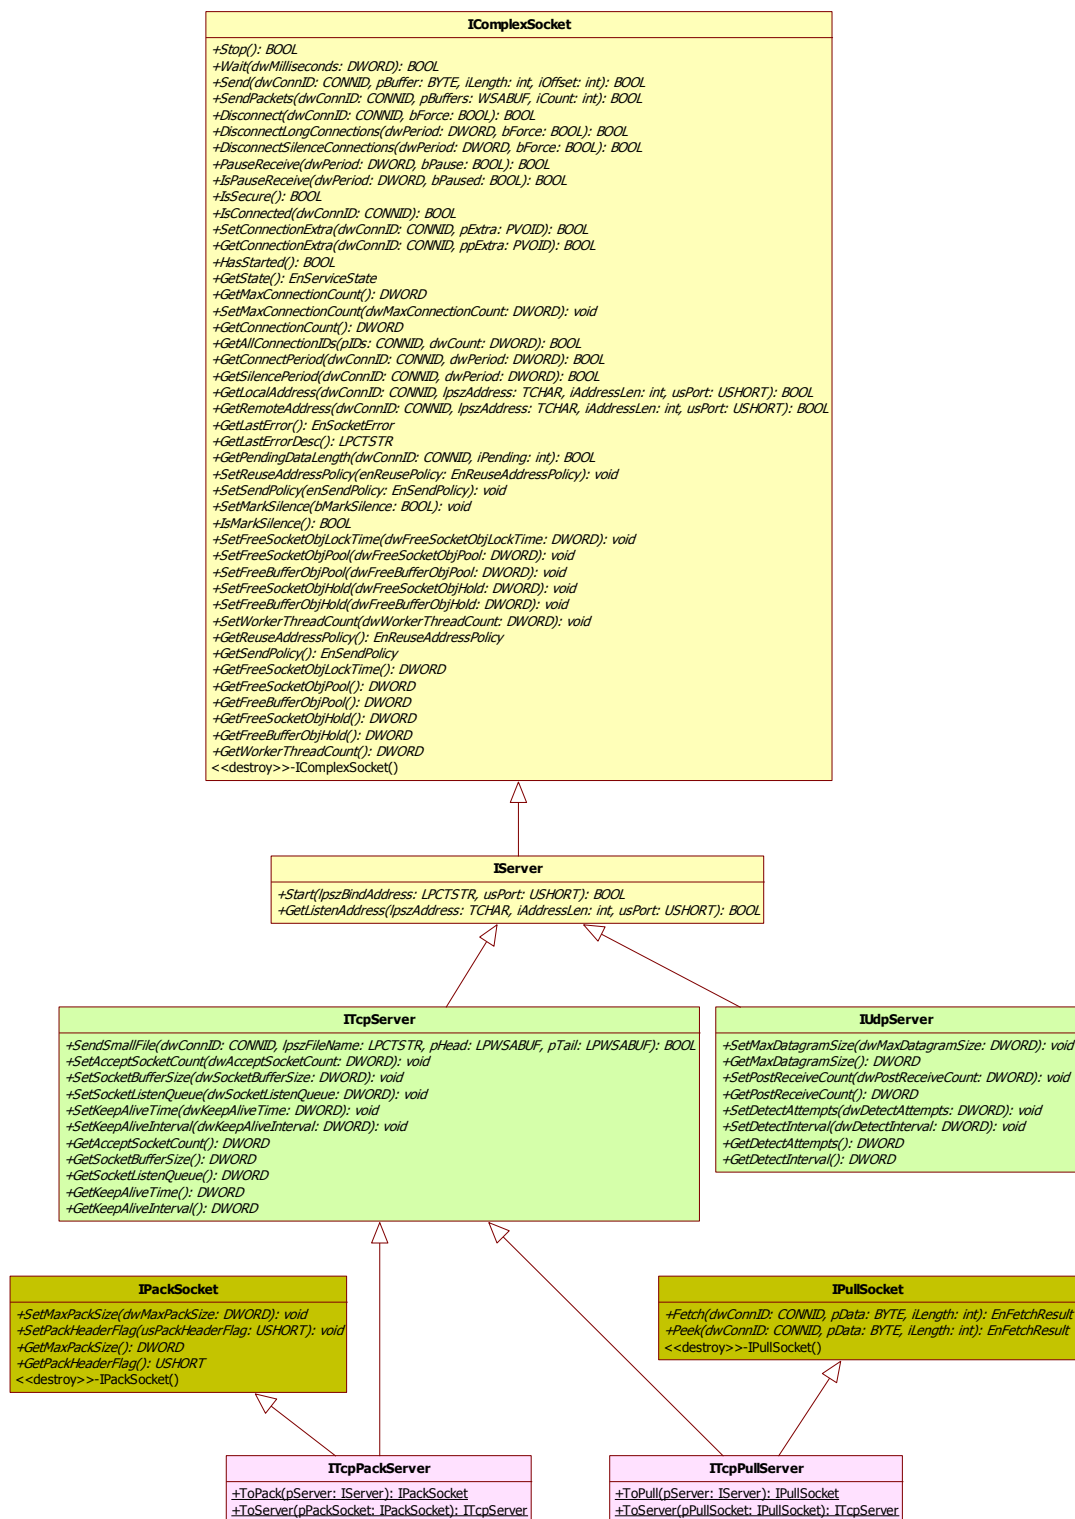 IComplexSocket
+Stop(): BOOL
+Wait(dwMilliseconds: DWORD): BOOL
+Send(dwConnID: CONNID, pBuffer: BYTE, iLength: int, iOffset: int): BOOL
+SendPackets(dwConnID: CONNID, pBuffers: WSABUF, iCount: int): BOOL
+Disconnect(dwConnID: CONNID, bForce: BOOL): BOOL
+DisconnectLongConnections(dwPeriod: DWORD, bForce: BOOL): BOOL
+DisconnectSilenceConnections(dwPeriod: DWORD, bForce: BOOL): BOOL
+PauseReceive(dwPeriod: DWORD, bPause: BOOL): BOOL
+IsPauseReceive(dwPeriod: DWORD, bPaused: BOOL): BOOL
+IsSecure(): BOOL
+IsConnected(dwConnID: CONNID): BOOL
+SetConnectionExtra(dwConnID: CONNID, pExtra: PVOID): BOOL
+GetConnectionExtra(dwConnID: CONNID, ppExtra: PVOID): BOOL
+HasStarted(): BOOL
+GetState(): EnServiceState
+GetMaxConnectionCount(): DWORD
+SetMaxConnectionCount(dwMaxConnectionCount: DWORD): void
+GetConnectionCount(): DWORD
+GetAllConnectionIDs(pIDs: CONNID, dwCount: DWORD): BOOL
+GetConnectPeriod(dwConnID: CONNID, dwPeriod: DWORD): BOOL
+GetSilencePeriod(dwConnID: CONNID, dwPeriod: DWORD): BOOL
+GetLocalAddress(dwConnID: CONNID, lpszAddress: TCHAR, iAddressLen: int, usPort: USHORT): BOOL
+GetRemoteAddress(dwConnID: CONNID, lpszAddress: TCHAR, iAddressLen: int, usPort: USHORT): BOOL
+GetLastError(): EnSocketError
+GetLastErrorDesc(): LPCTSTR
+GetPendingDataLength(dwConnID: CONNID, iPending: int): BOOL
+SetReuseAddressPolicy(enReusePolicy: EnReuseAddressPolicy): void
+SetSendPolicy(enSendPolicy: EnSendPolicy): void
+SetMarkSilence(bMarkSilence: BOOL): void
+IsMarkSilence(): BOOL
+SetFreeSocketObjLockTime(dwFreeSocketObjLockTime: DWORD): void
+SetFreeSocketObjPool(dwFreeSocketObjPool: DWORD): void
+SetFreeBufferObjPool(dwFreeBufferObjPool: DWORD): void
+SetFreeSocketObjHold(dwFreeSocketObjHold: DWORD): void
+SetFreeBufferObjHold(dwFreeBufferObjHold: DWORD): void
+SetWorkerThreadCount(dwWorkerThreadCount: DWORD): void
+GetReuseAddressPolicy(): EnReuseAddressPolicy
+GetSendPolicy(): EnSendPolicy
+GetFreeSocketObjLockTime(): DWORD
+GetFreeSocketObjPool(): DWORD
+GetFreeBufferObjPool(): DWORD
+GetFreeSocketObjHold(): DWORD
+GetFreeBufferObjHold(): DWORD
+GetWorkerThreadCount(): DWORD
<<destroy>>-IComplexSocket()
IServer
+Start(lpszBindAddress: LPCTSTR, usPort: USHORT): BOOL
+GetListenAddress(lpszAddress: TCHAR, iAddressLen: int, usPort: USHORT): BOOL
ITcpServer
+SendSmallFile(dwConnID: CONNID, lpszFileName: LPCTSTR, pHead: LPWSABUF, pTail: LPWSABUF): BOOL
+SetAcceptSocketCount(dwAcceptSocketCount: DWORD): void
+SetSocketBufferSize(dwSocketBufferSize: DWORD): void
+SetSocketListenQueue(dwSocketListenQueue: DWORD): void
+SetKeepAliveTime(dwKeepAliveTime: DWORD): void
+SetKeepAliveInterval(dwKeepAliveInterval: DWORD): void
+GetAcceptSocketCount(): DWORD
+GetSocketBufferSize(): DWORD
+GetSocketListenQueue(): DWORD
+GetKeepAliveTime(): DWORD
+GetKeepAliveInterval(): DWORD
IUdpServer
+SetMaxDatagramSize(dwMaxDatagramSize: DWORD): void
+GetMaxDatagramSize(): DWORD
+SetPostReceiveCount(dwPostReceiveCount: DWORD): void
+GetPostReceiveCount(): DWORD
+SetDetectAttempts(dwDetectAttempts: DWORD): void
+SetDetectInterval(dwDetectInterval: DWORD): void
+GetDetectAttempts(): DWORD
+GetDetectInterval(): DWORD
IPackSocket
+SetMaxPackSize(dwMaxPackSize: DWORD): void
+SetPackHeaderFlag(usPackHeaderFlag: USHORT): void
+GetMaxPackSize(): DWORD
+GetPackHeaderFlag(): USHORT
<<destroy>>-IPackSocket()
IPullSocket
+Fetch(dwConnID: CONNID, pData: BYTE, iLength: int): EnFetchResult
+Peek(dwConnID: CONNID, pData: BYTE, iLength: int): EnFetchResult
<<destroy>>-IPullSocket()
ITcpPackServer
+ToPack(pServer: IServer): IPackSocket
+ToServer(pPackSocket: IPackSocket): ITcpServer
ITcpPullServer
+ToPull(pServer: IServer): IPullSocket
+ToServer(pPullSocket: IPullSocket): ITcpServer